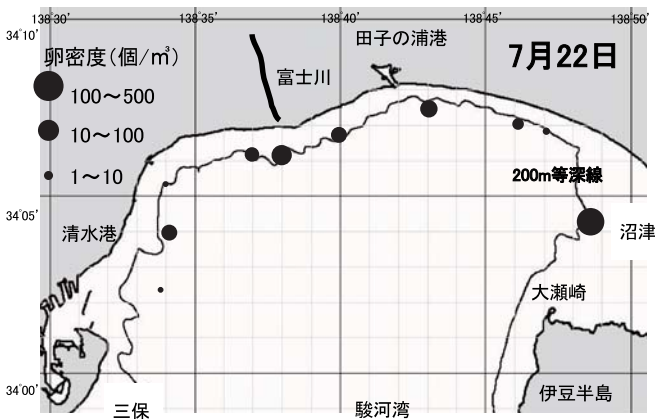 138°30′ 138°35′ 138°40′ 138°45′ 138°50′
34°10′
田子の浦港
7月22日
卵密度(個/㎥)
富士川
100～500
10～100
1～10
200m等深線
34°05′
清水港
沼津
大瀬崎
34°00′
伊豆半島
三保
駿河湾